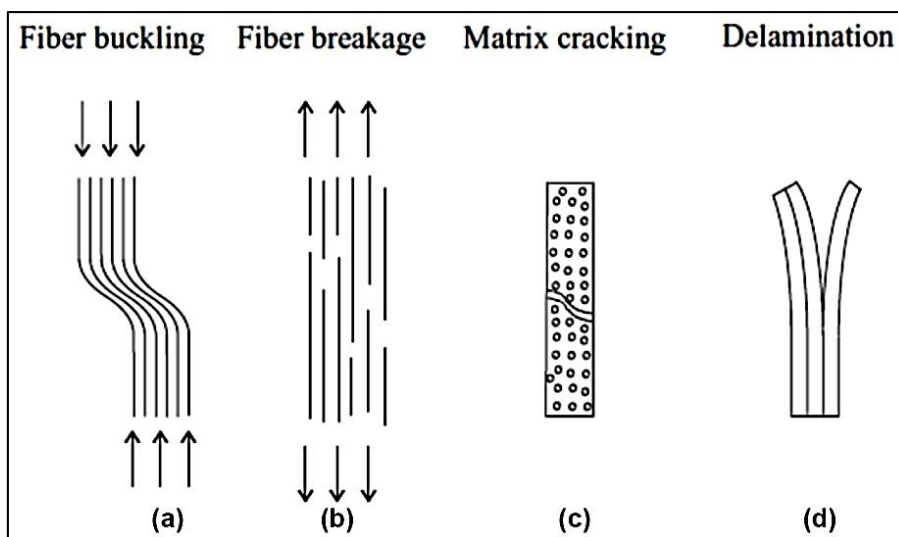 Fiber buckling Fiber breakage Matrix cracking Delamination
(a) (b) (c) (d)